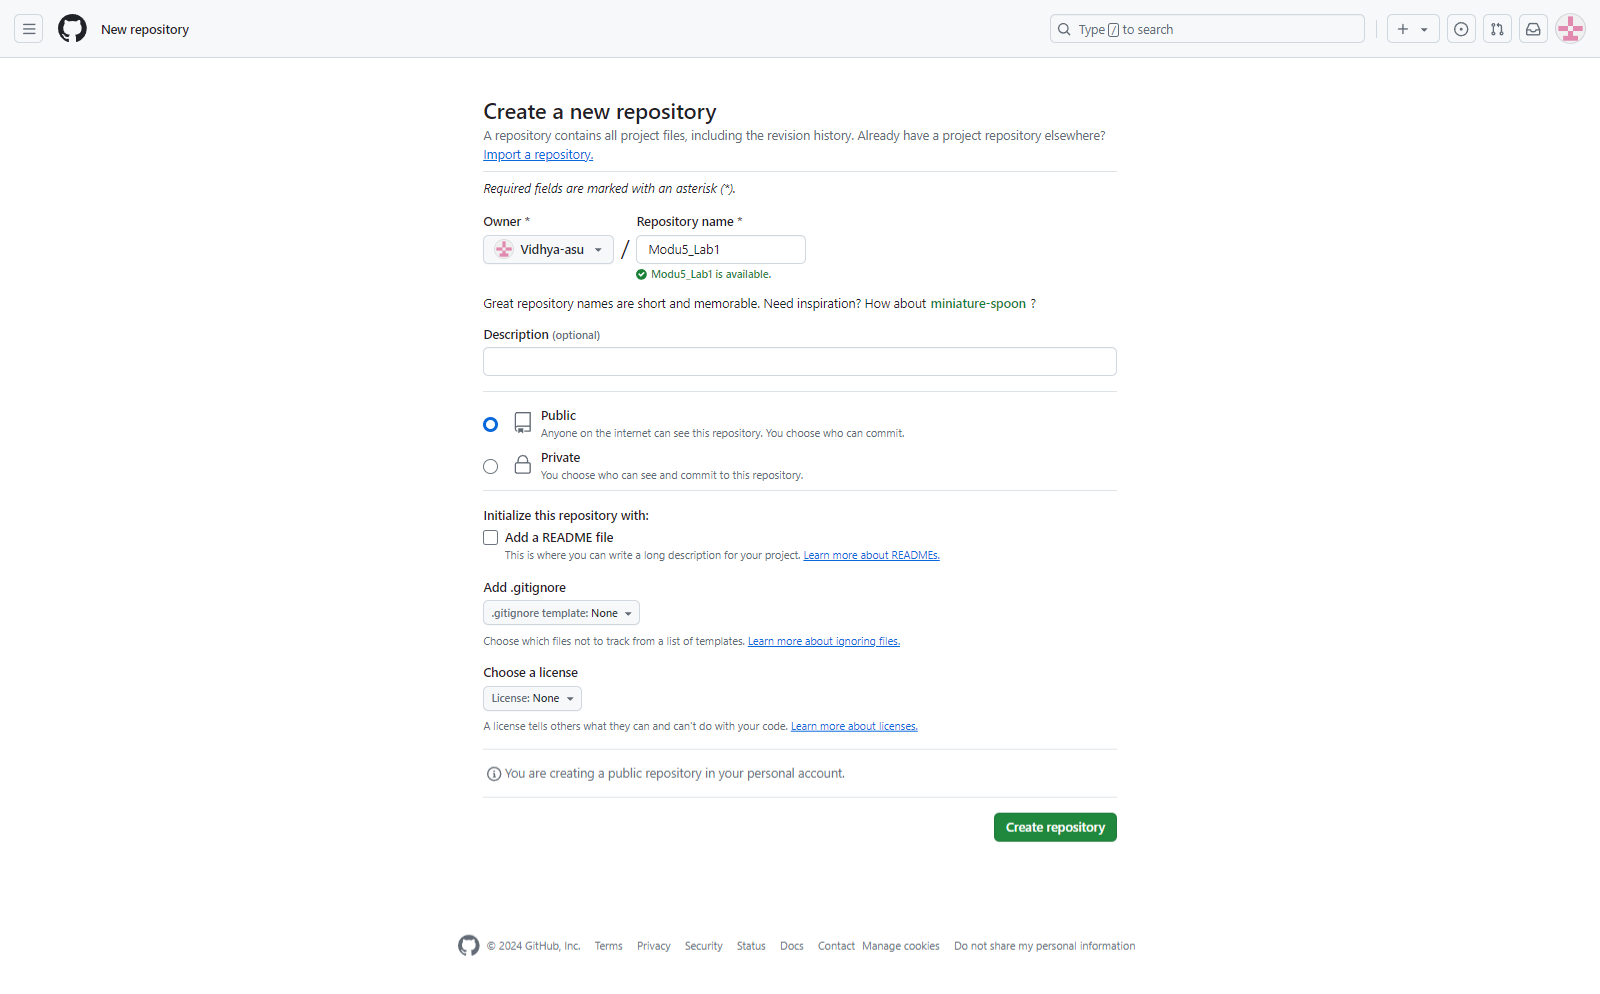 New repository
Type / to search
Create a new repository
A repository contains all project files, including the revision history. Already have a project repository elsewhere?
Import a repository.
Required fields are marked with an asterisk (*).
Owner * Repository name *
Vidhya-asu / Modu5_Lab1
Modu5_Lab1 is available.
Great repository names are short and memorable. Need inspiration? How about miniature-spoon ?
Description (optional)
Public
Anyone on the internet can see this repository. You choose who can commit.
Private
You choose who can see and commit to this repository.
Initialize this repository with:
Add a README file
This is where you can write a long description for your project. Learn more about READMEs.
Add .gitignore
.gitignore template: None
Choose which files not to track from a list of templates. Learn more about ignoring files.
Choose a license
License: None
A license tells others what they can and can't do with your code. Learn more about licenses.
You are creating a public repository in your personal account.
Create repository
© 2024 GitHub, Inc. Terms Privacy Security Status Docs Contact Manage cookies Do not share my personal information